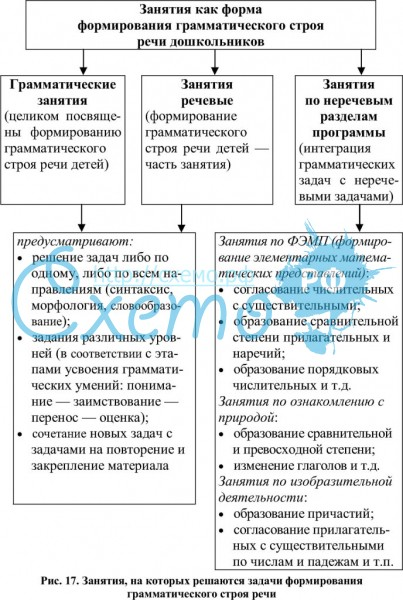 Занятия как форма
формирования грамматического строя
речи дошкольников
Грамматические
занятия
(целиком посвяще-
ны формированию
грамматического
строя речи детей)
Занятия
речевые
(формирование
грамматического
строя речи детей —
часть занятия)
Занятия
по неречевым
разделам
программы
(интеграция
грамматических
задач с нерече-
выми задачами)
предусматривают:
• решение задач либо по
одному, либо по всем на-
правлениям (синтаксис,
морфология, словообразо-
вание);
• задания различных уров-
ней (в соответствии с эта-
пами усвоения граммати-
ческих умений: понима-
ние — заимствование —
перенос — оценка);
• сочетание новых задач с
задачами на повторение и
закрепление материала
Занятия по ФЭМП (формиро-
вание элементарных матема-
тических представлений):
• согласование числительных
с существительными;
• образование сравнительной
степени прилагательных и
наречий;
• образование порядковых
числительных и т.д.
Занятия по ознакомлению с
природой:
• образование сравнительной
и превосходной степени;
• изменение глаголов и т.д.
Занятия по изобразительной
деятельности:
• образование причастий;
• согласование прилагатель-
ных с существительными
по числам и падежам и т.п.
Рис. 17. Занятия, на которых решаются задачи формирования
грамматического строя речи